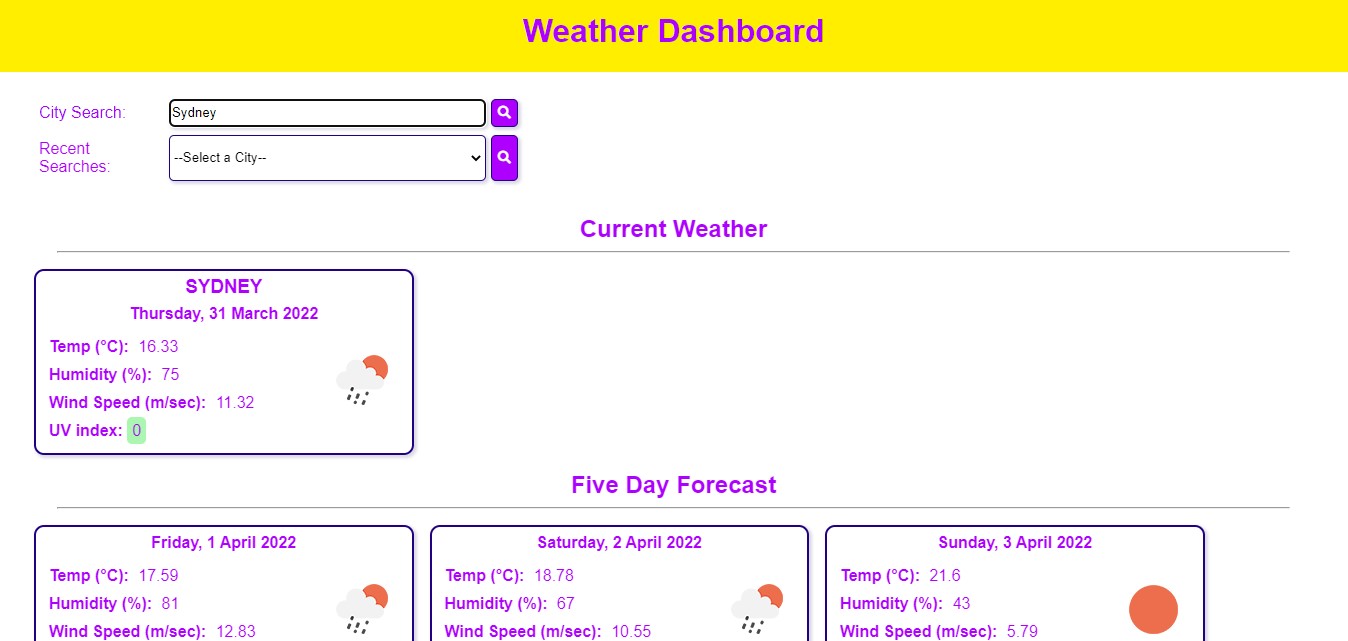 Weather Dashboard
City Search:
Sydney
Recent
Searches:
--Select a City--
Current Weather
SYDNEY
Thursday, 31 March 2022
Temp (°C): 16.33
Humidity (%): 75
Wind Speed (m/sec): 11.32
UV index: 0
Five Day Forecast
Friday, 1 April 2022
Temp (°C): 17.59
Humidity (%): 81
Wind Speed (m/sec): 12.83
Saturday, 2 April 2022
Temp (°C): 18.78
Humidity (%): 67
Wind Speed (m/sec): 10.55
Sunday, 3 April 2022
Temp (°C): 21.6
Humidity (%): 43
Wind Speed (m/sec): 5.79